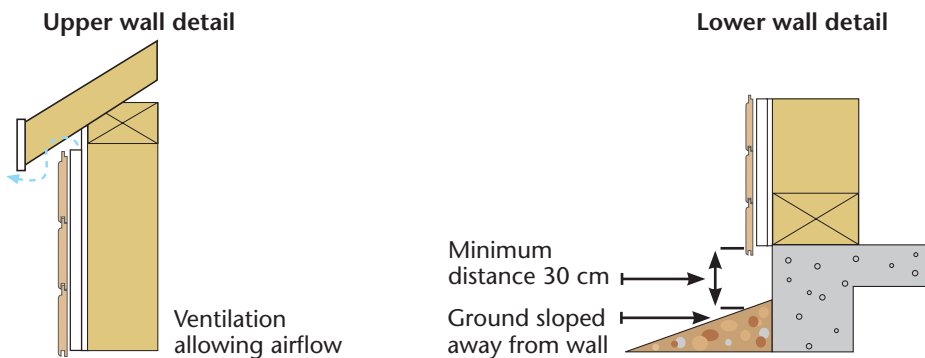 Upper wall detail
Lower wall detail
Ventilation
allowing airflow
Minimum
distance 30 cm
Ground sloped
away from wall